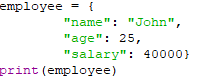 employee = {
        "name": "John",
        "age": 25,
        "salary": 40000}
print(employee)